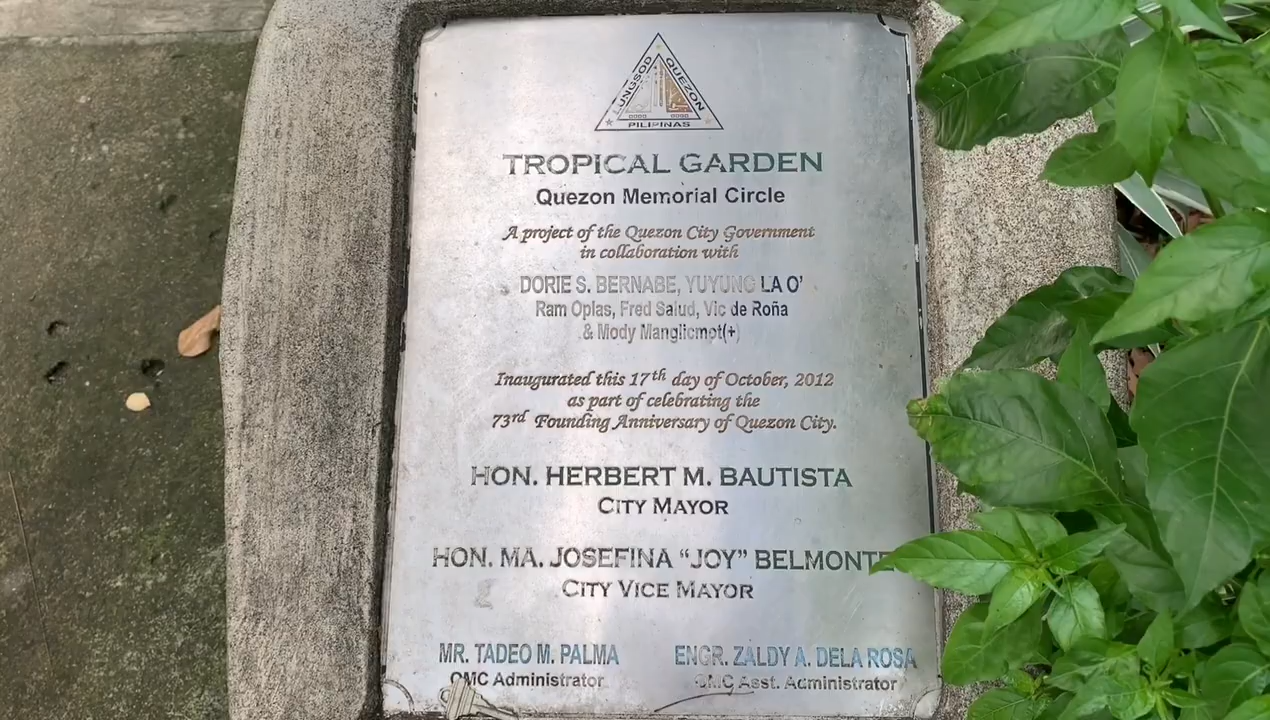 LUNGSOD QUEZON
PILIPINAS
TROPICAL GARDEN
Quezon Memorial Circle
A project of the Quezon City Government
in collaboration with
DORIE S. BERNABE, YUYUNG LA O'
Ram Oplas, Fred Salud, Vic de Roña
& Mody Manglicmot(+)
Inaugurated this 17th day of October, 2012
as part of celebrating the
73rd Founding Anniversary of Quezon City.
HON. HERBERT M. BAUTISTA
CITY MAYOR
HON. MA. JOSEFINA “JOY” BELMONTE
CITY VICE MAYOR
MR. TADEO M. PALMA ENGR. ZALDY A. DELA ROSA
QMC Administrator QMC Asst. Administrator